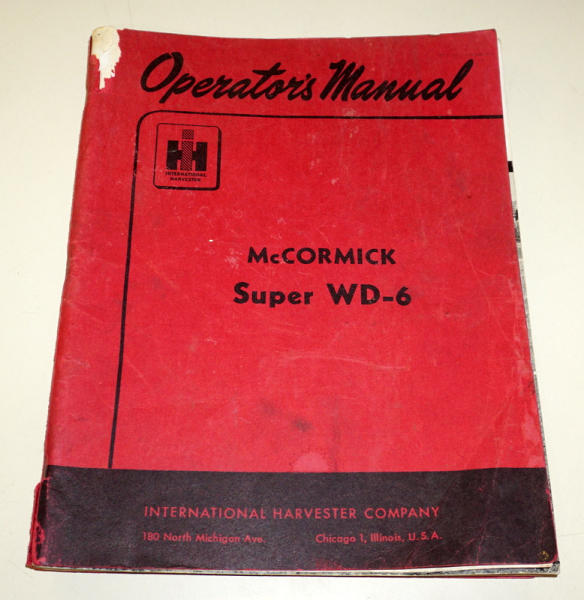 Operator's Manual
IH
INTERNATIONAL
HARVESTER
McCORMICK
Super WD-6
INTERNATIONAL HARVESTER COMPANY
180 North Michigan Ave. Chicago 1, Illinois, U.S.A.